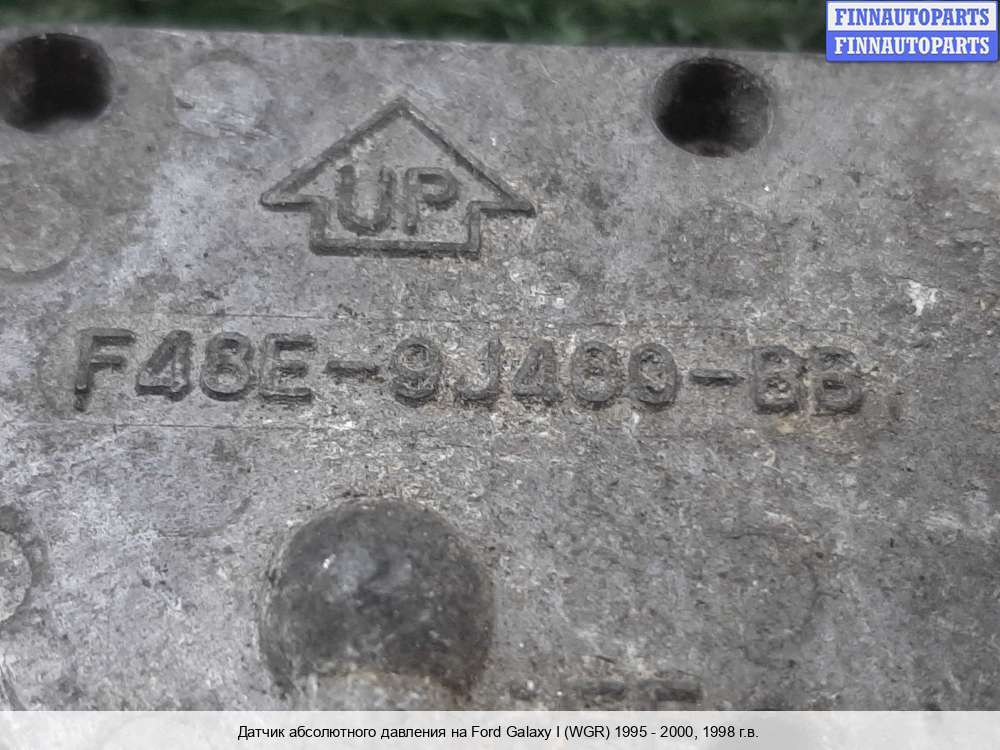 FINNAUTOPARTS
FINNAUTOPARTS
UP
F48E-9J460-BB
Датчик абсолютного давления на Ford Galaxy I (WGR) 1995 - 2000, 1998 г.в.